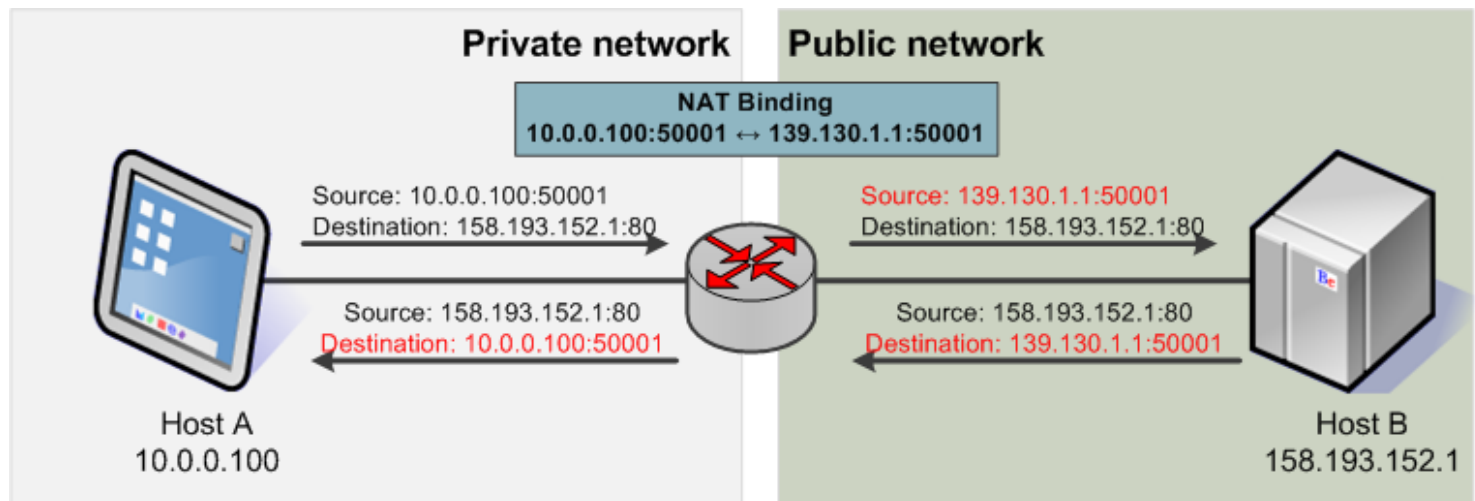 Private network
Public network
NAT Binding
10.0.0.100:50001 ↔ 139.130.1.1:50001
Source: 10.0.0.100:50001
Destination: 158.193.152.1:80
Source: 139.130.1.1:50001
Destination: 158.193.152.1:80
Source: 158.193.152.1:80
Destination: 10.0.0.100:50001
Source: 158.193.152.1:80
Destination: 139.130.1.1:50001
Be
Host A
10.0.0.100
Host B
158.193.152.1